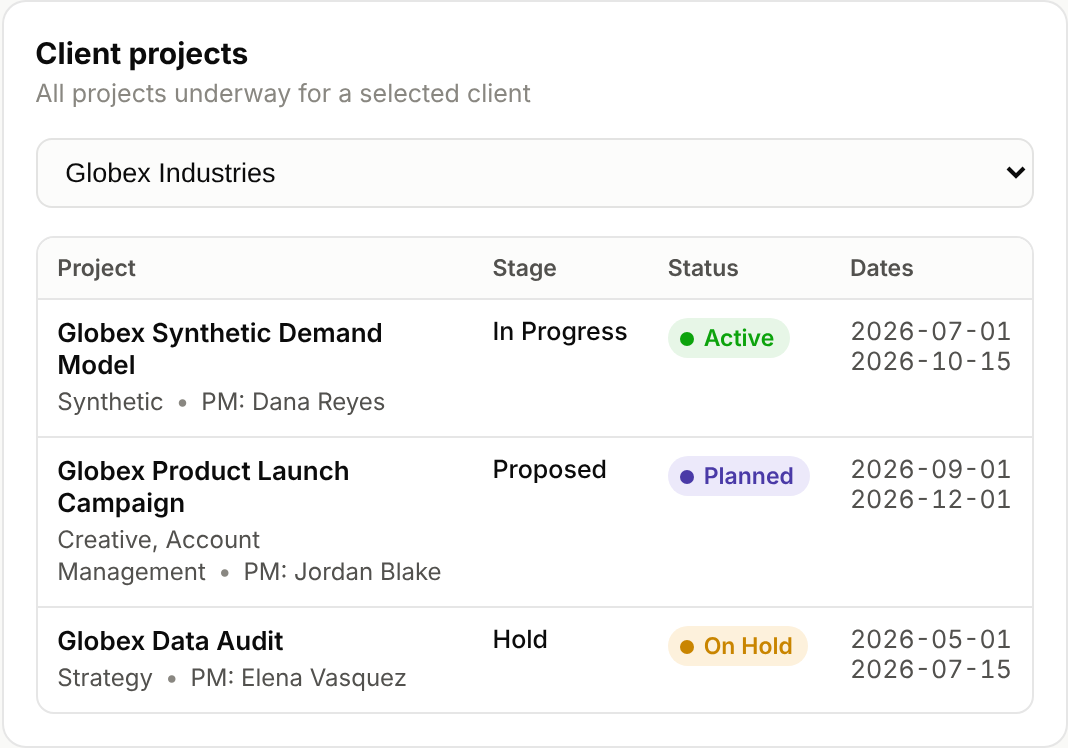 Client projects
All projects underway for a selected client
Globex Industries
Project Stage Status Dates
Globex Synthetic Demand
Model
Synthetic • PM: Dana Reyes
In Progress
Active
2026-07-01
2026-10-15
Globex Product Launch
Campaign
Creative, Account
Management • PM: Jordan Blake
Proposed
Planned
2026-09-01
2026-12-01
Globex Data Audit
Strategy • PM: Elena Vasquez
Hold
On Hold
2026-05-01
2026-07-15